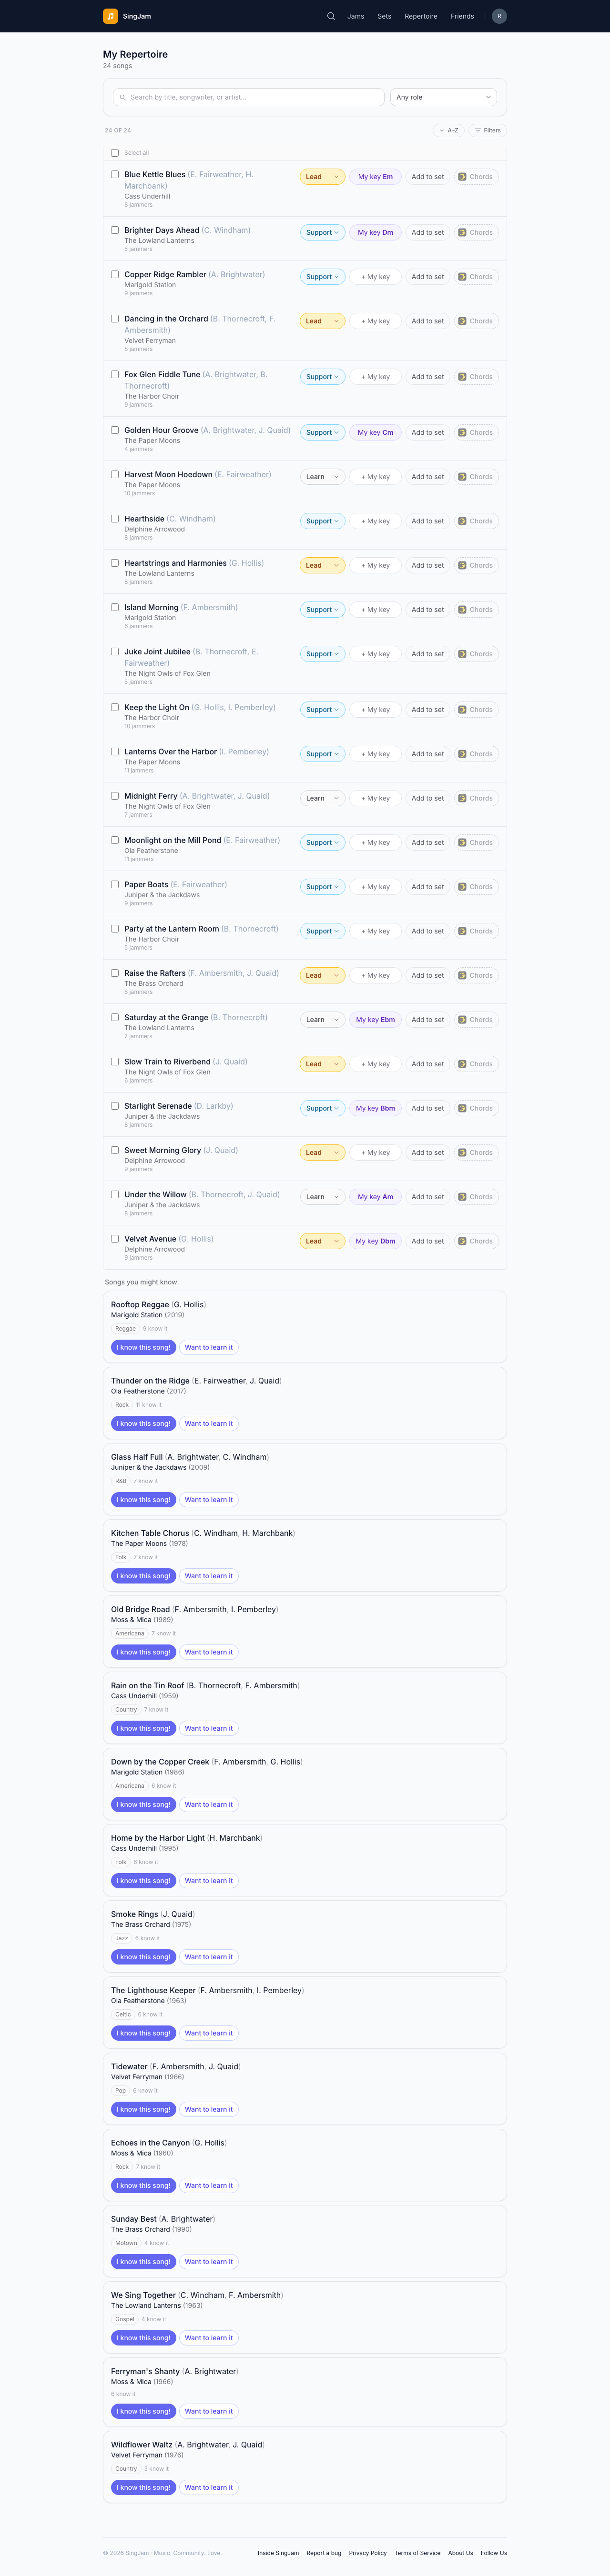 SingJam
Jams Sets Repertoire Friends R
My Repertoire
24 songs
Search by title, songwriter, or artist... Any role
24 OF 24 A–Z Filters
Select all
Blue Kettle Blues (E. Fairweather, H.
Marchbank)
Cass Underhill
8 jammers
Lead My key Em Add to set Chords
Brighter Days Ahead (C. Windham)
The Lowland Lanterns
5 jammers
Support My key Dm Add to set Chords
Copper Ridge Rambler (A. Brightwater)
Marigold Station
9 jammers
Support + My key Add to set Chords
Dancing in the Orchard (B. Thornecroft, F.
Ambersmith)
Velvet Ferryman
8 jammers
Lead + My key Add to set Chords
Fox Glen Fiddle Tune (A. Brightwater, B.
Thornecroft)
The Harbor Choir
9 jammers
Support + My key Add to set Chords
Golden Hour Groove (A. Brightwater, J. Quaid)
The Paper Moons
4 jammers
Support My key Cm Add to set Chords
Harvest Moon Hoedown (E. Fairweather)
The Paper Moons
10 jammers
Learn + My key Add to set Chords
Hearthside (C. Windham)
Delphine Arrowood
8 jammers
Support + My key Add to set Chords
Heartstrings and Harmonies (G. Hollis)
The Lowland Lanterns
8 jammers
Lead + My key Add to set Chords
Island Morning (F. Ambersmith)
Marigold Station
8 jammers
Support + My key Add to set Chords
Juke Joint Jubilee (B. Thornecroft, E.
Fairweather)
The Night Owls of Fox Glen
5 jammers
Support + My key Add to set Chords
Keep the Light On (G. Hollis, I. Pemberley)
The Harbor Choir
10 jammers
Support + My key Add to set Chords
Lanterns Over the Harbor (I. Pemberley)
The Paper Moons
11 jammers
Support + My key Add to set Chords
Midnight Ferry (A. Brightwater, J. Quaid)
The Night Owls of Fox Glen
7 jammers
Learn + My key Add to set Chords
Moonlight on the Mill Pond (E. Fairweather)
Ola Featherstone
11 jammers
Support + My key Add to set Chords
Paper Boats (E. Fairweather)
Juniper & the Jackdaws
9 jammers
Support + My key Add to set Chords
Party at the Lantern Room (B. Thornecroft)
The Harbor Choir
5 jammers
Support + My key Add to set Chords
Raise the Rafters (F. Ambersmith, J. Quaid)
The Brass Orchard
8 jammers
Lead + My key Add to set Chords
Saturday at the Grange (B. Thornecroft)
The Lowland Lanterns
7 jammers
Learn My key Ebm Add to set Chords
Slow Train to Riverbend (J. Quaid)
The Night Owls of Fox Glen
6 jammers
Lead + My key Add to set Chords
Starlight Serenade (D. Larkby)
Juniper & the Jackdaws
8 jammers
Support My key Bbm Add to set Chords
Sweet Morning Glory (J. Quaid)
Delphine Arrowood
9 jammers
Lead + My key Add to set Chords
Under the Willow (B. Thornecroft, J. Quaid)
Juniper & the Jackdaws
8 jammers
Learn My key Am Add to set Chords
Velvet Avenue (G. Hollis)
Delphine Arrowood
9 jammers
Lead My key Dbm Add to set Chords
Songs you might know
Rooftop Reggae (G. Hollis)
Marigold Station (2019)
Reggae 9 know it
I know this song! Want to learn it
Thunder on the Ridge (E. Fairweather, J. Quaid)
Ola Featherstone (2017)
Rock 11 know it
I know this song! Want to learn it
Glass Half Full (A. Brightwater, C. Windham)
Juniper & the Jackdaws (2009)
R&B 7 know it
I know this song! Want to learn it
Kitchen Table Chorus (C. Windham, H. Marchbank)
The Paper Moons (1978)
Folk 7 know it
I know this song! Want to learn it
Old Bridge Road (F. Ambersmith, I. Pemberley)
Moss & Mica (1989)
Americana 7 know it
I know this song! Want to learn it
Rain on the Tin Roof (B. Thornecroft, F. Ambersmith)
Cass Underhill (1959)
Country 7 know it
I know this song! Want to learn it
Down by the Copper Creek (F. Ambersmith, G. Hollis)
Marigold Station (1986)
Americana 6 know it
I know this song! Want to learn it
Home by the Harbor Light (H. Marchbank)
Cass Underhill (1995)
Folk 6 know it
I know this song! Want to learn it
Smoke Rings (J. Quaid)
The Brass Orchard (1975)
Jazz 6 know it
I know this song! Want to learn it
The Lighthouse Keeper (F. Ambersmith, I. Pemberley)
Ola Featherstone (1963)
Celtic 6 know it
I know this song! Want to learn it
Tidewater (F. Ambersmith, J. Quaid)
Velvet Ferryman (1966)
Pop 6 know it
I know this song! Want to learn it
Echoes in the Canyon (G. Hollis)
Moss & Mica (1960)
Rock 7 know it
I know this song! Want to learn it
Sunday Best (A. Brightwater)
The Brass Orchard (1990)
Motown 4 know it
I know this song! Want to learn it
We Sing Together (C. Windham, F. Ambersmith)
The Lowland Lanterns (1963)
Gospel 4 know it
I know this song! Want to learn it
Ferryman's Shanty (A. Brightwater)
Moss & Mica (1966)
6 know it
I know this song! Want to learn it
Wildflower Waltz (A. Brightwater, J. Quaid)
Velvet Ferryman (1976)
Country 3 know it
I know this song! Want to learn it
© 2026 SingJam · Music. Community. Love. Inside SingJam Report a bug Privacy Policy Terms of Service About Us Follow Us